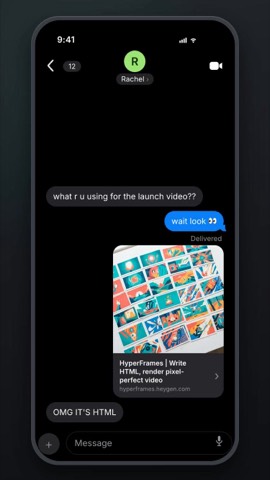 9:41
12
R
Rachel ›
what r u using for the launch video??
wait look 👀
Delivered
HyperFrames | Write
HTML, render pixel-
perfect video
hyperframes.heygen.com
OMG IT'S HTML
Message